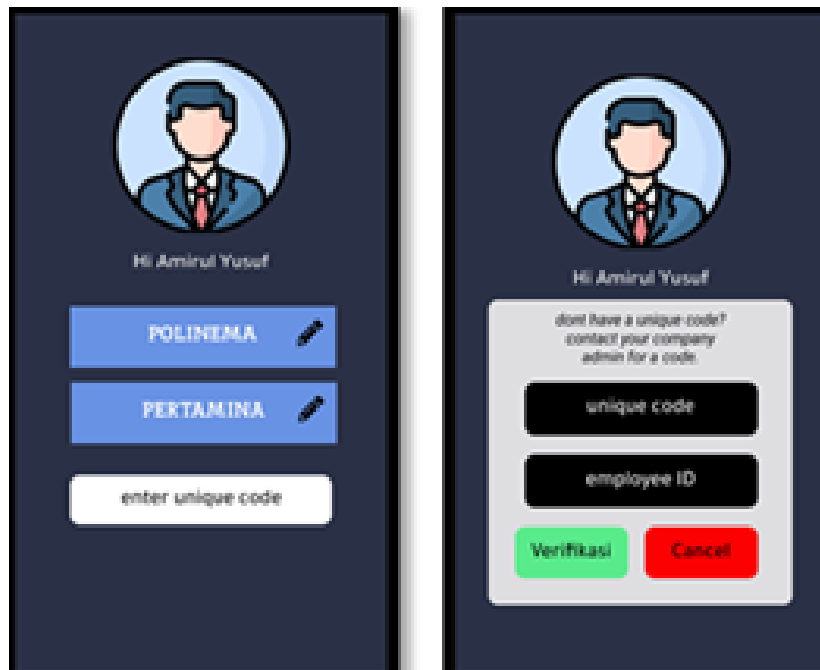 Hi Amirul Yusuf
POLINEMA
PERTAMINA
enter unique code
Hi Amirul Yusuf
dont have a unique code?
contact your company
admin for a code.
unique code
employee ID
Verifikasi
Cancel